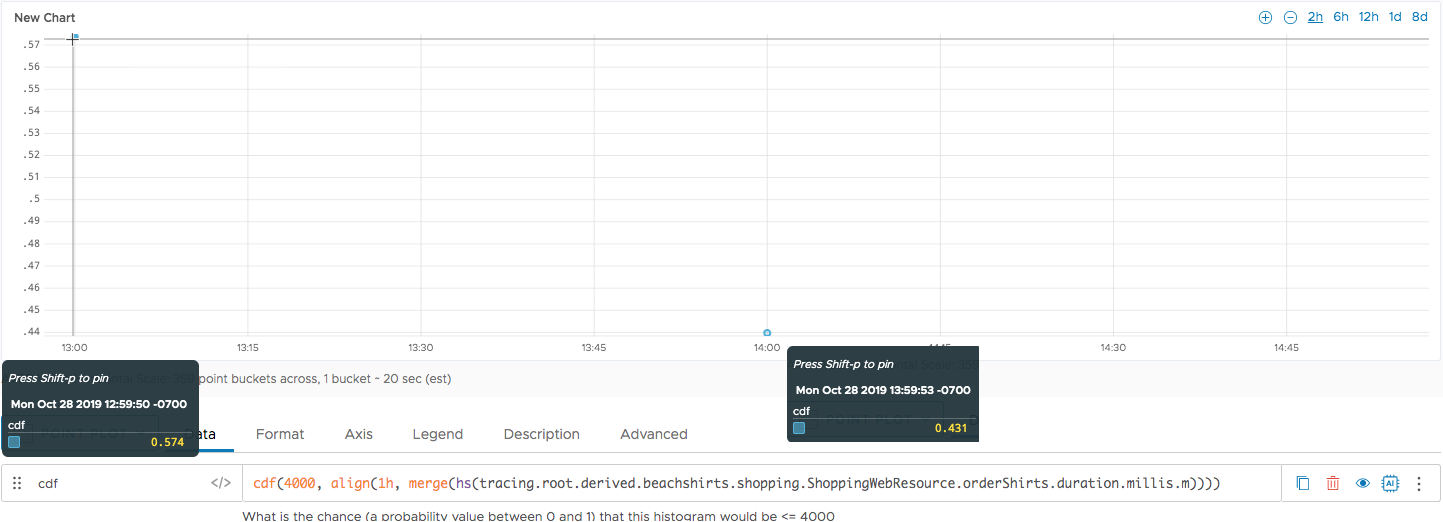 New Chart
2h 6h 12h 1d 8d
.57
.56
.55
.54
.53
.52
.51
.5
.49
.48
.47
.46
.45
.44
13:00 13:15 13:30 13:45 14:00 14:15 14:30 14:45
Press Shift-p to pin
Mon Oct 28 2019 12:59:50 -0700
cdf
0.574
Press Shift-p to pin
Mon Oct 28 2019 13:59:53 -0700
cdf
0.431
point buckets across, 1 bucket ~ 20 sec (est)
Data Format Axis Legend Description Advanced
cdf </> cdf(4000, align(1h, merge(hs(tracing.root.derived.beachshirts.shopping.ShoppingWebResource.orderShirts.duration.millis.m)))) AI
What is the chance (a probability value between 0 and 1) that this histogram would be <= 4000